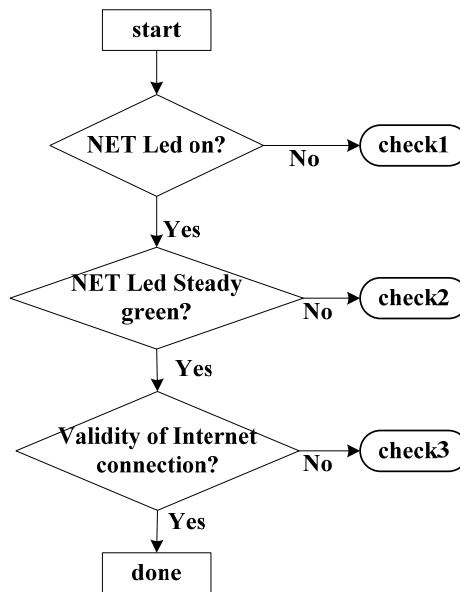 start
NET Led on?
No
check1
Yes
NET Led Steady
green?
No
check2
Yes
Validity of Internet
connection?
No
check3
Yes
done